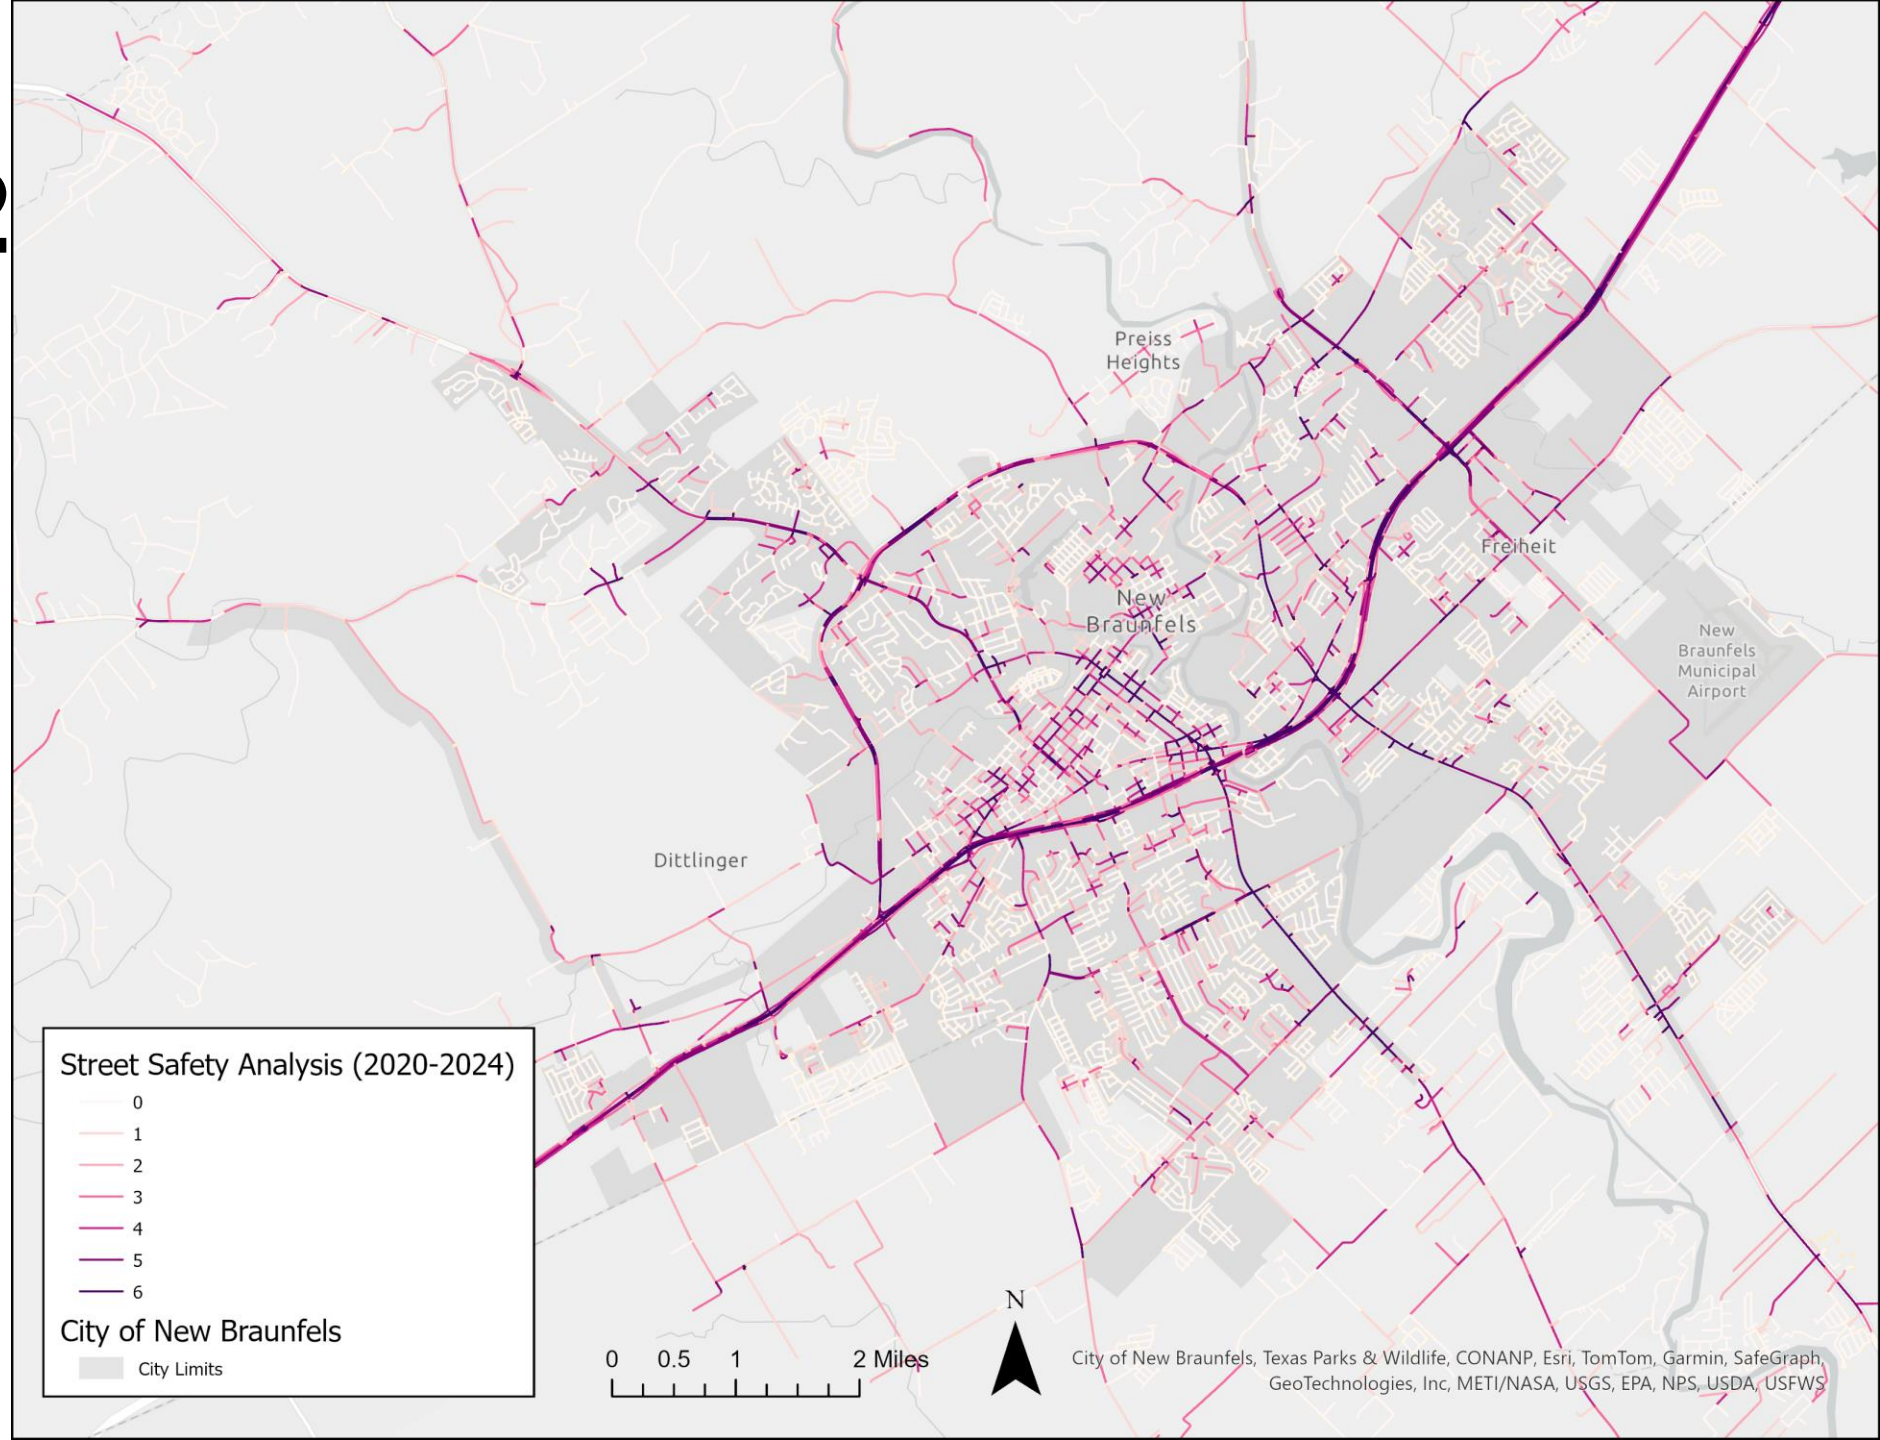 Preiss
Heights
Freiheit
New
Braunfels
New
Braunfels
Municipal
Airport
Dittlinger
Street Safety Analysis (2020-2024)
0
1
2
3
4
5
6
City of New Braunfels
City Limits
0 0.5 1 2 Miles
N
City of New Braunfels, Texas Parks & Wildlife, CONANP, Esri, TomTom, Garmin, SafeGraph,
GeoTechnologies, Inc, METI/NASA, USGS, EPA, NPS, USDA, USFWS